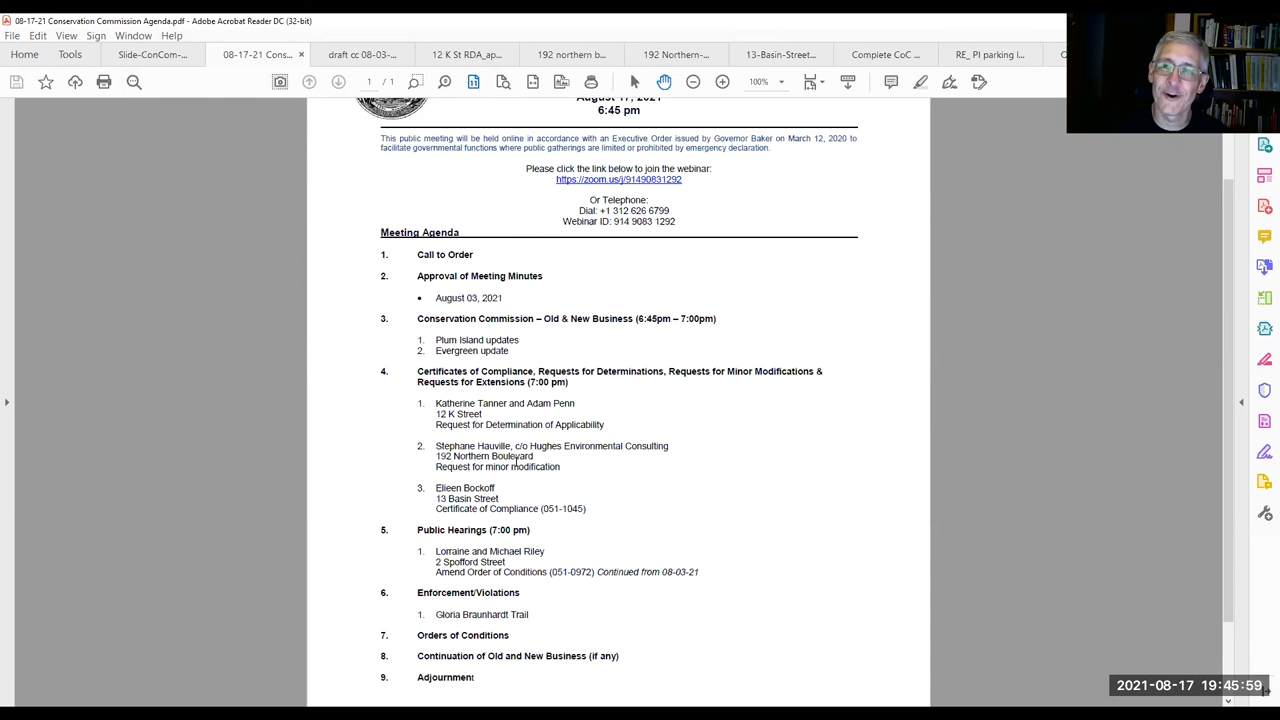 08-17-21 Conservation Commission Agenda.pdf - Adobe Acrobat Reader DC (32-bit)
File Edit View Sign Window Help
Home Tools Slide-ConCom-... 08-17-21 Cons... × draft cc 08-03-... 12 K St RDA_ap... 192 northern b... 192 Northern-... 13-Basin-Street... Complete CoC ... RE_ PI parking l...
1 / 1 100%
August 17, 2021
6:45 pm
This public meeting will be held online in accordance with an Executive Order issued by Governor Baker on March 12, 2020 to
facilitate governmental functions where public gatherings are limited or prohibited by emergency declaration.
Please click the link below to join the webinar:
https://zoom.us/j/91490831292
Or Telephone:
Dial: +1 312 626 6799
Webinar ID: 914 9083 1292
Meeting Agenda
1. Call to Order
2. Approval of Meeting Minutes
• August 03, 2021
3. Conservation Commission – Old & New Business (6:45pm – 7:00pm)
1. Plum Island updates
2. Evergreen update
4. Certificates of Compliance, Requests for Determinations, Requests for Minor Modifications &
Requests for Extensions (7:00 pm)
1. Katherine Tanner and Adam Penn
12 K Street
Request for Determination of Applicability
2. Stephane Hauville, c/o Hughes Environmental Consulting
192 Northern Boulevard
Request for minor modification
3. Eileen Bockoff
13 Basin Street
Certificate of Compliance (051-1045)
5. Public Hearings (7:00 pm)
1. Lorraine and Michael Riley
2 Spofford Street
Amend Order of Conditions (051-0972) Continued from 08-03-21
6. Enforcement/Violations
1. Gloria Braunhardt Trail
7. Orders of Conditions
8. Continuation of Old and New Business (if any)
9. Adjournment
2021-08-17 19:45:59